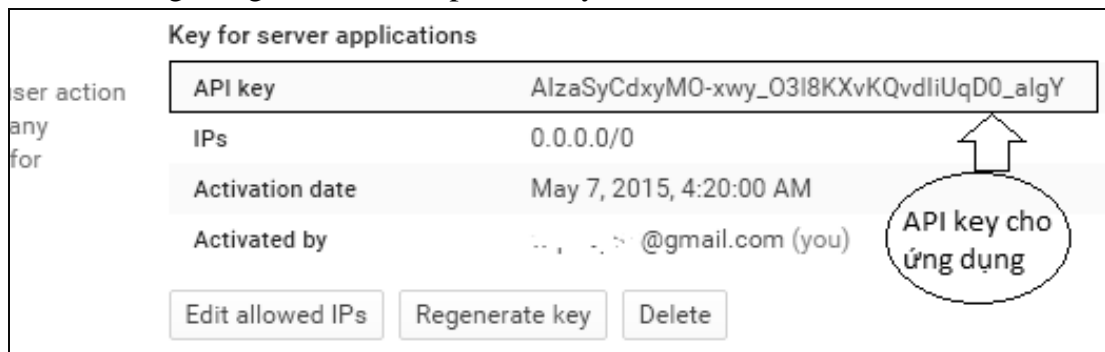 Key for server applications
API key AIzaSyCdxyMO-xwy_O3I8KXvKQvdIiUqD0_aIgY
user action
any
for
IPs 0.0.0.0/0
Activation date May 7, 2015, 4:20:00 AM
Activated by @gmail.com (you)
API key cho
ứng dụng
Edit allowed IPs Regenerate key Delete